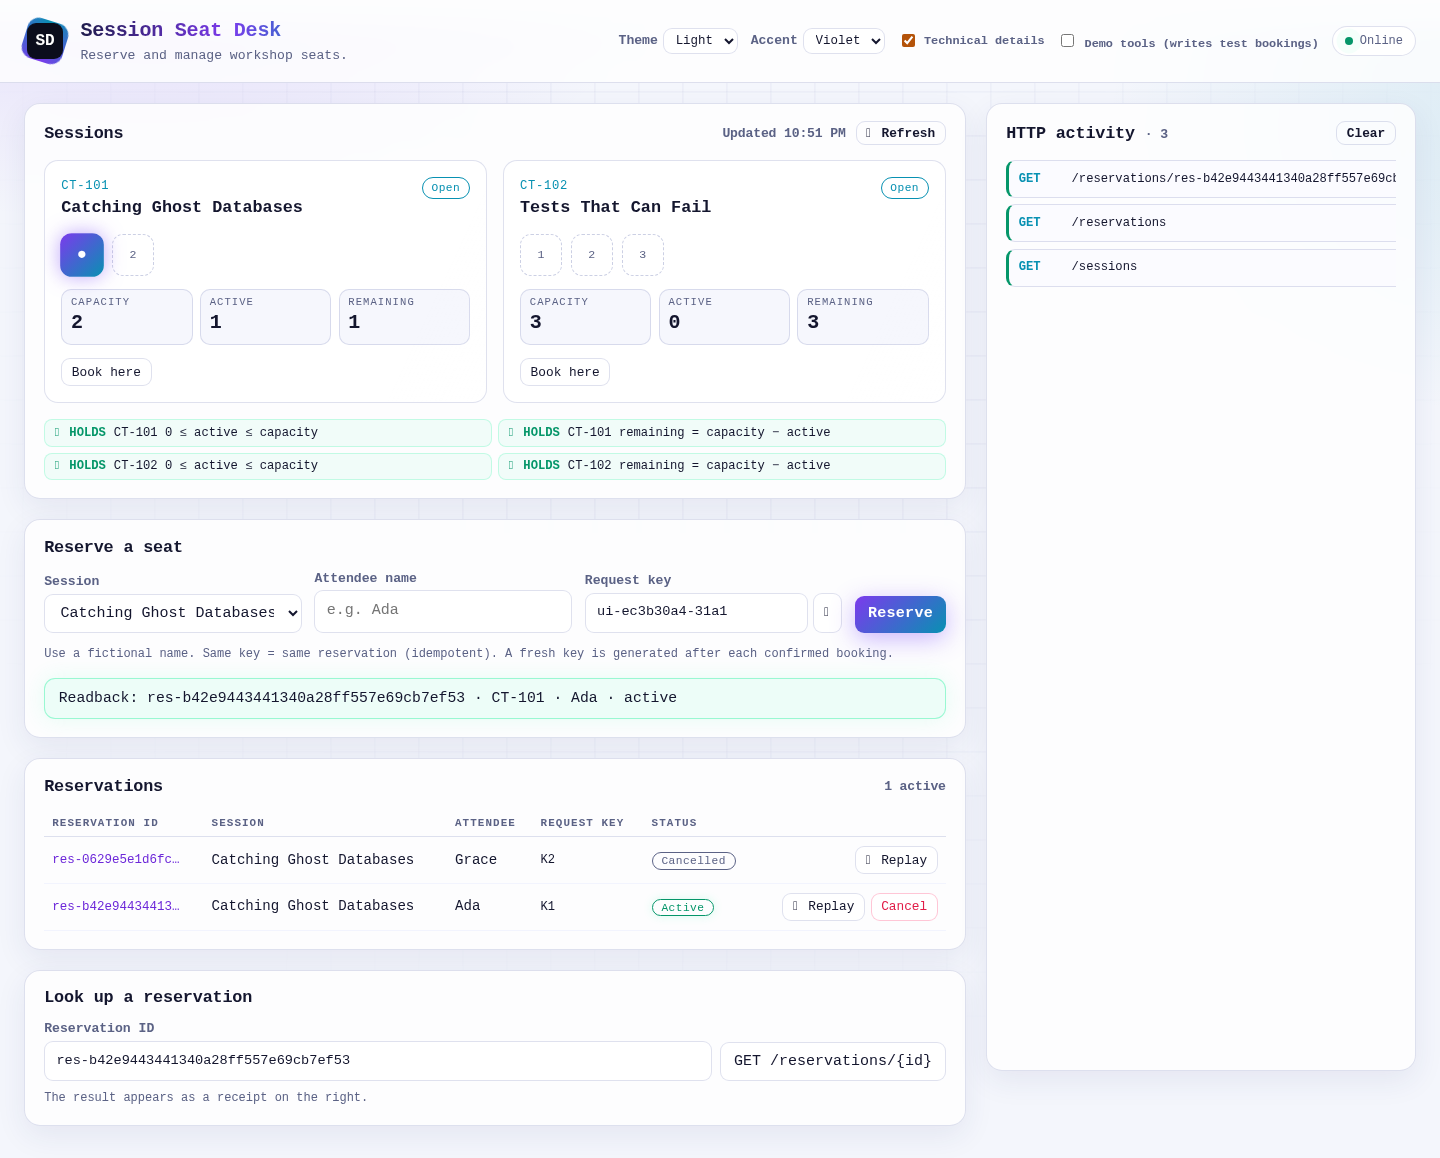 SD
Session Seat Desk
Reserve and manage workshop seats.
Theme Light Accent Violet Technical details Demo tools (writes test bookings) Online
Sessions
Updated 10:51 PM Refresh
CT-101 Open
Catching Ghost Databases
2
CAPACITY ACTIVE REMAINING
2 1 1
Book here
CT-102 Open
Tests That Can Fail
1 2 3
CAPACITY ACTIVE REMAINING
3 0 3
Book here
HOLDS CT-101 0 ≤ active ≤ capacity
HOLDS CT-101 remaining = capacity − active
HOLDS CT-102 0 ≤ active ≤ capacity
HOLDS CT-102 remaining = capacity − active
Reserve a seat
Session Attendee name Request key
Catching Ghost Databases e.g. Ada ui-ec3b30a4-31a1 Reserve
Use a fictional name. Same key = same reservation (idempotent). A fresh key is generated after each confirmed booking.
Readback: res-b42e9443441340a28ff557e69cb7ef53 · CT-101 · Ada · active
Reservations 1 active
RESERVATION ID SESSION ATTENDEE REQUEST KEY STATUS
res-0629e5e1d6fc… Catching Ghost Databases Grace K2 Cancelled Replay
res-b42e94434413… Catching Ghost Databases Ada K1 Active Replay Cancel
Look up a reservation
Reservation ID
res-b42e9443441340a28ff557e69cb7ef53 GET /reservations/{id}
The result appears as a receipt on the right.
HTTP activity · 3 Clear
GET /reservations/res-b42e9443441340a28ff557e69cb
GET /reservations
GET /sessions